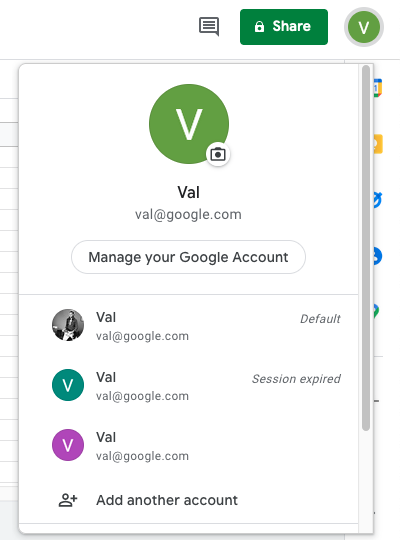 Share
V
V
Val
val@google.com
Manage your Google Account
Val
Default
val@google.com
V
Val
Session expired
val@google.com
V
Val
val@google.com
Add another account